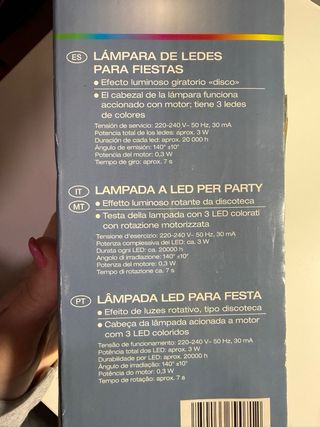 ES LÁMPARA DE LEDES
PARA FIESTAS
• Efecto luminoso giratorio «disco»
• El cabezal de la lámpara funciona
accionado con motor; tiene 3 ledes
de colores
Tensión de servicio: 220-240 V~ 50 Hz, 30 mA
Potencia total de los ledes: aprox. 3 W
Duración de cada led: aprox. 20 000 h
Ángulo de emisión: 140° ±10°
Potencia del motor: 0,3 W
Tiempo de giro: aprox. 7 s
IT LAMPADA A LED PER PARTY
MT • Effetto luminoso rotante da discoteca
• Testa della lampada con 3 LED colorati
con rotazione motorizzata
Tensione d'esercizio: 220-240 V~ 50 Hz, 30 mA
Potenza complessiva dei LED: ca. 3 W
Durata ogni LED: ca. 20000 h
Angolo di irradiazione: 140° ±10°
Potenza del motore: 0,3 W
Tempo di rotazione ca. 7 s
PT LÂMPADA LED PARA FESTA
• Efeito de luzes rotativo, tipo discoteca
• Cabeça da lâmpada acionada a motor
com 3 LED coloridos
Tensão de funcionamento: 220-240 V~ 50 Hz, 30 mA
Potência total dos LED: aprox. 3 W
Durabilidade por LED: aprox. 20000 h
Ângulo de irradiação: 140° ±10°
Potência do motor: 0,3 W
Tempo de rotação: aprox. 7 s